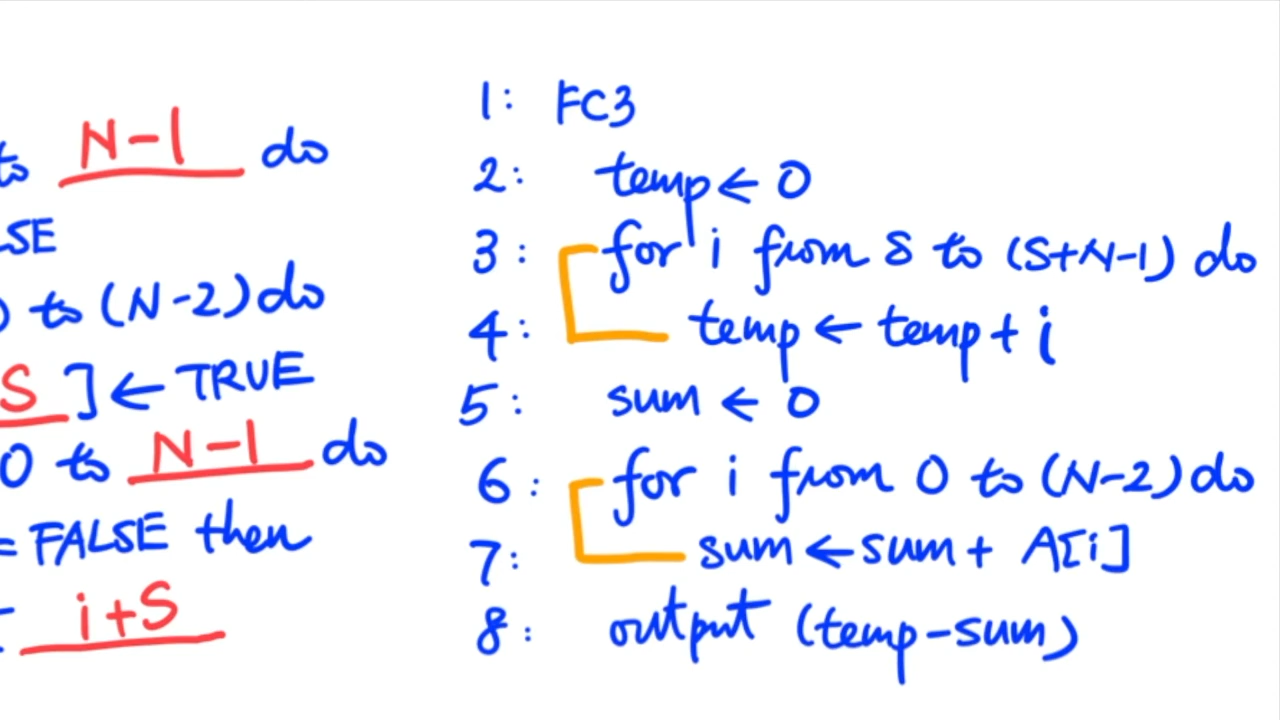 to N-1 do
LSE
0 to (N-2) do
S ] ← TRUE
0 to N-1 do
= FALSE then
i+S
1: FC3
2: temp ← 0
3: for i from S to (S+N-1) do
4: temp ← temp + i
5: sum ← 0
6: for i from 0 to (N-2) do
7: sum ← sum + A[i]
8: output (temp-sum)